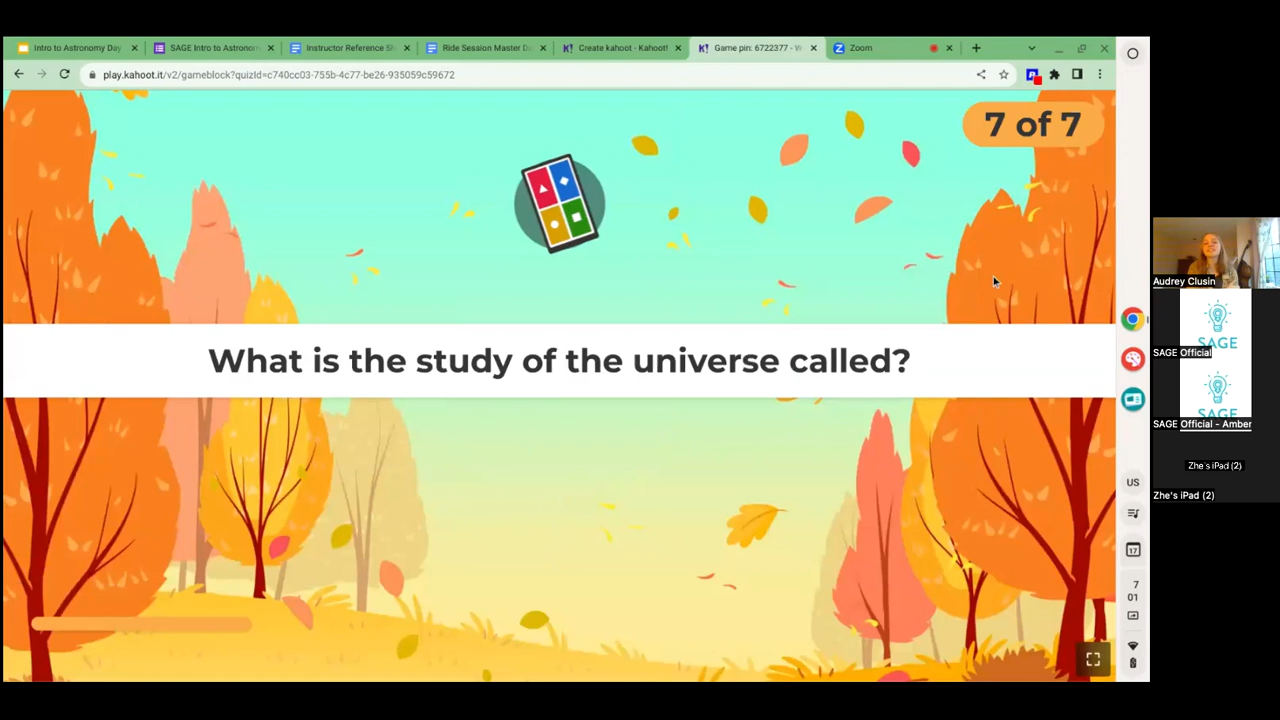 Intro to Astronomy Day
SAGE Intro to Astronom
Instructor Reference Sh
Ride Session Master D
Create kahoot - Kahoot!
Game pin: 6722377 - W
Zoom
play.kahoot.it/v2/gameblock?quizId=c740cc03-755b-4c77-be26-935059c59672
7 of 7
What is the study of the universe called?
US
17
7
01
Audrey Clusin
SAGE
SAGE Official
SAGE
SAGE Official - Amber
Zhe's iPad (2)
Zhe's iPad (2)